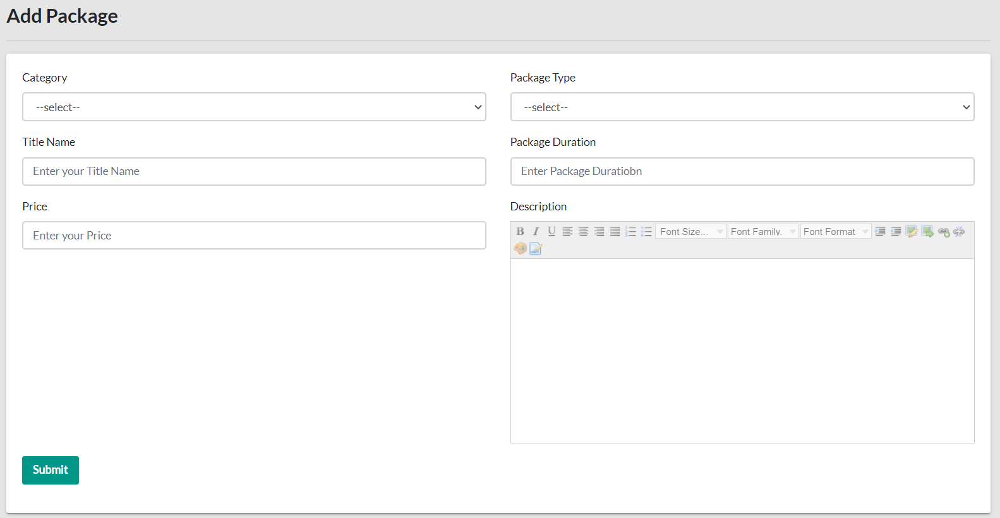 Add Package
Category
Package Type
--select--
--select--
Title Name
Package Duration
Enter your Title Name
Enter Package Duratiobn
Price
Description
Enter your Price
B I U Font Size... Font Family. Font Format
Submit